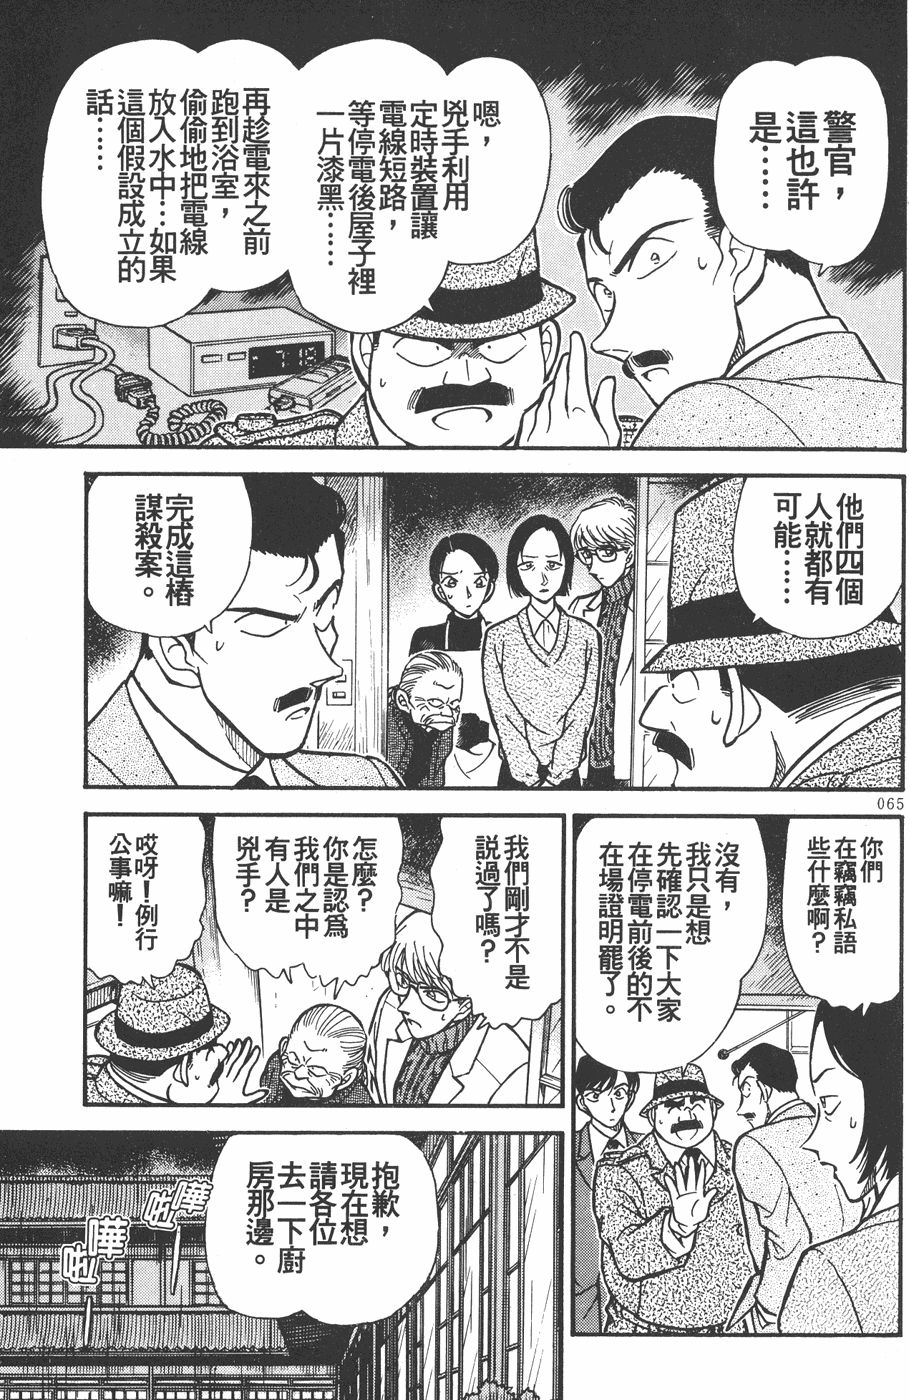 警官，
這也許
是……
嗯，
兇手利用
定時裝置讓
電線短路，
等停電後屋子裡
一片漆黑……
再趁電來之前
跑到浴室，
偷偷地把電線
放入水中…如果
這個假設成立的
話……
7:18
他們四個
人就都有
可能……
完成這樁
謀殺案。
065
你們
在竊竊私語
些什麼啊？
沒有，
我只是想
先確認一下大家
在停電前後的不
在場證明罷了。
我們剛才不是
說過了嗎？
怎麼？
你是認為
我們之中
有人是
兇手？
哎呀！例行
公事嘛！
抱歉，
現在想
請各位
去一下廚
房那邊。
嘩啦
嘩啦